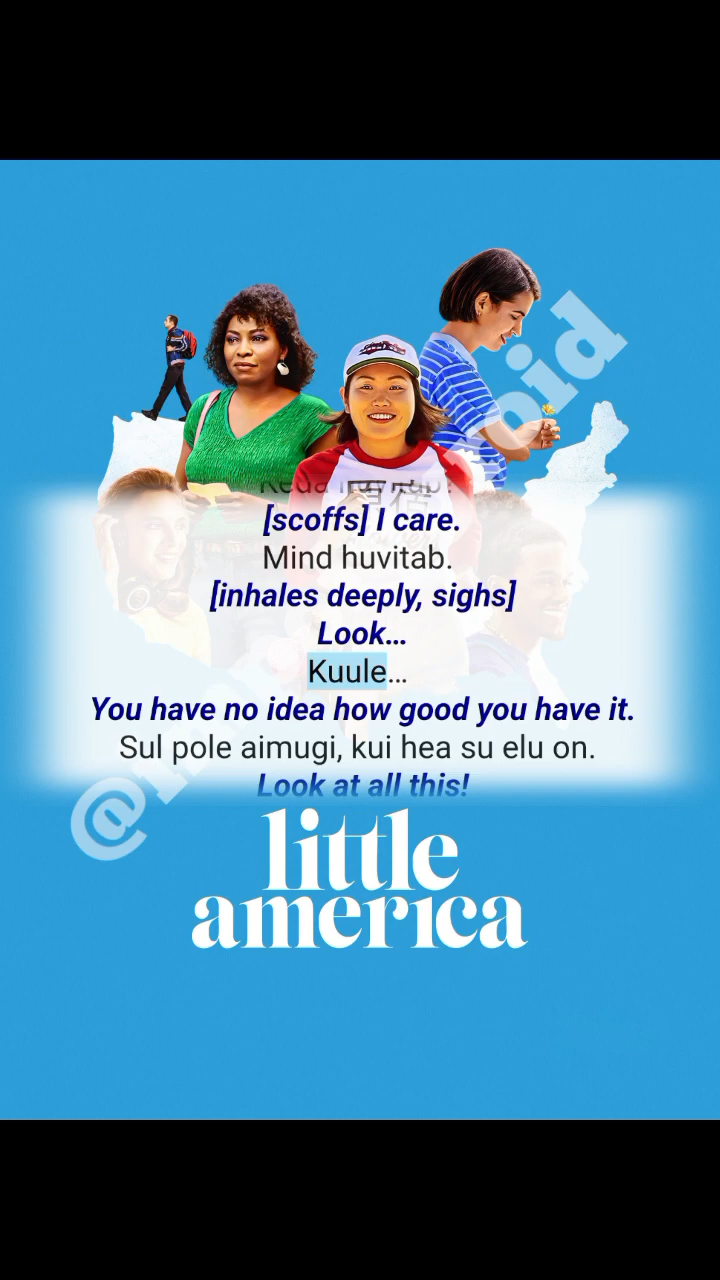 [scoffs] I care.
Mind huvitab.
[inhales deeply, sighs]
Look…
Kuule…
You have no idea how good you have it.
Sul pole aimugi, kui hea su elu on.
Look at all this!
little
america